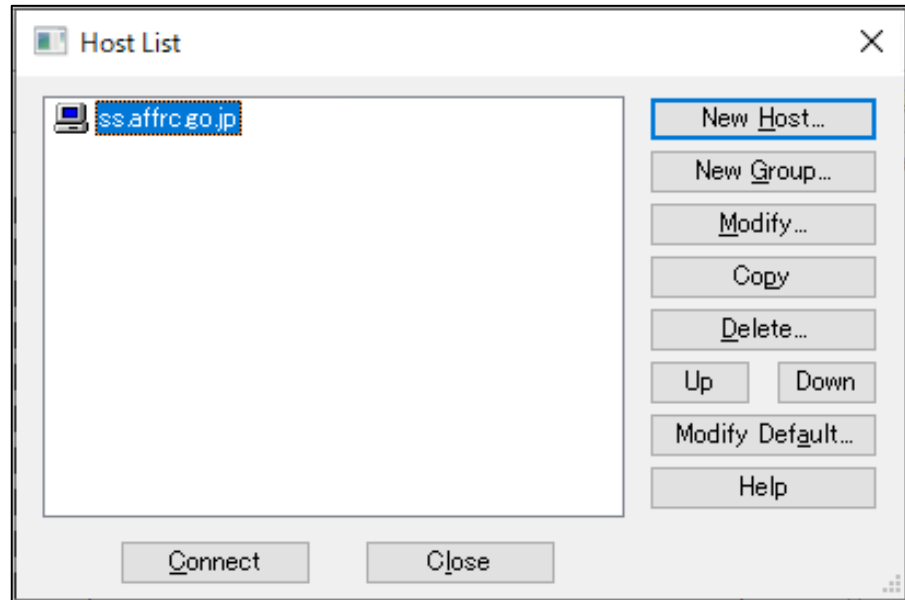 Host List
ss.affrc.go.jp
New Host...
New Group...
Modify...
Copy
Delete...
Up
Down
Modify Default...
Help
Connect
Close